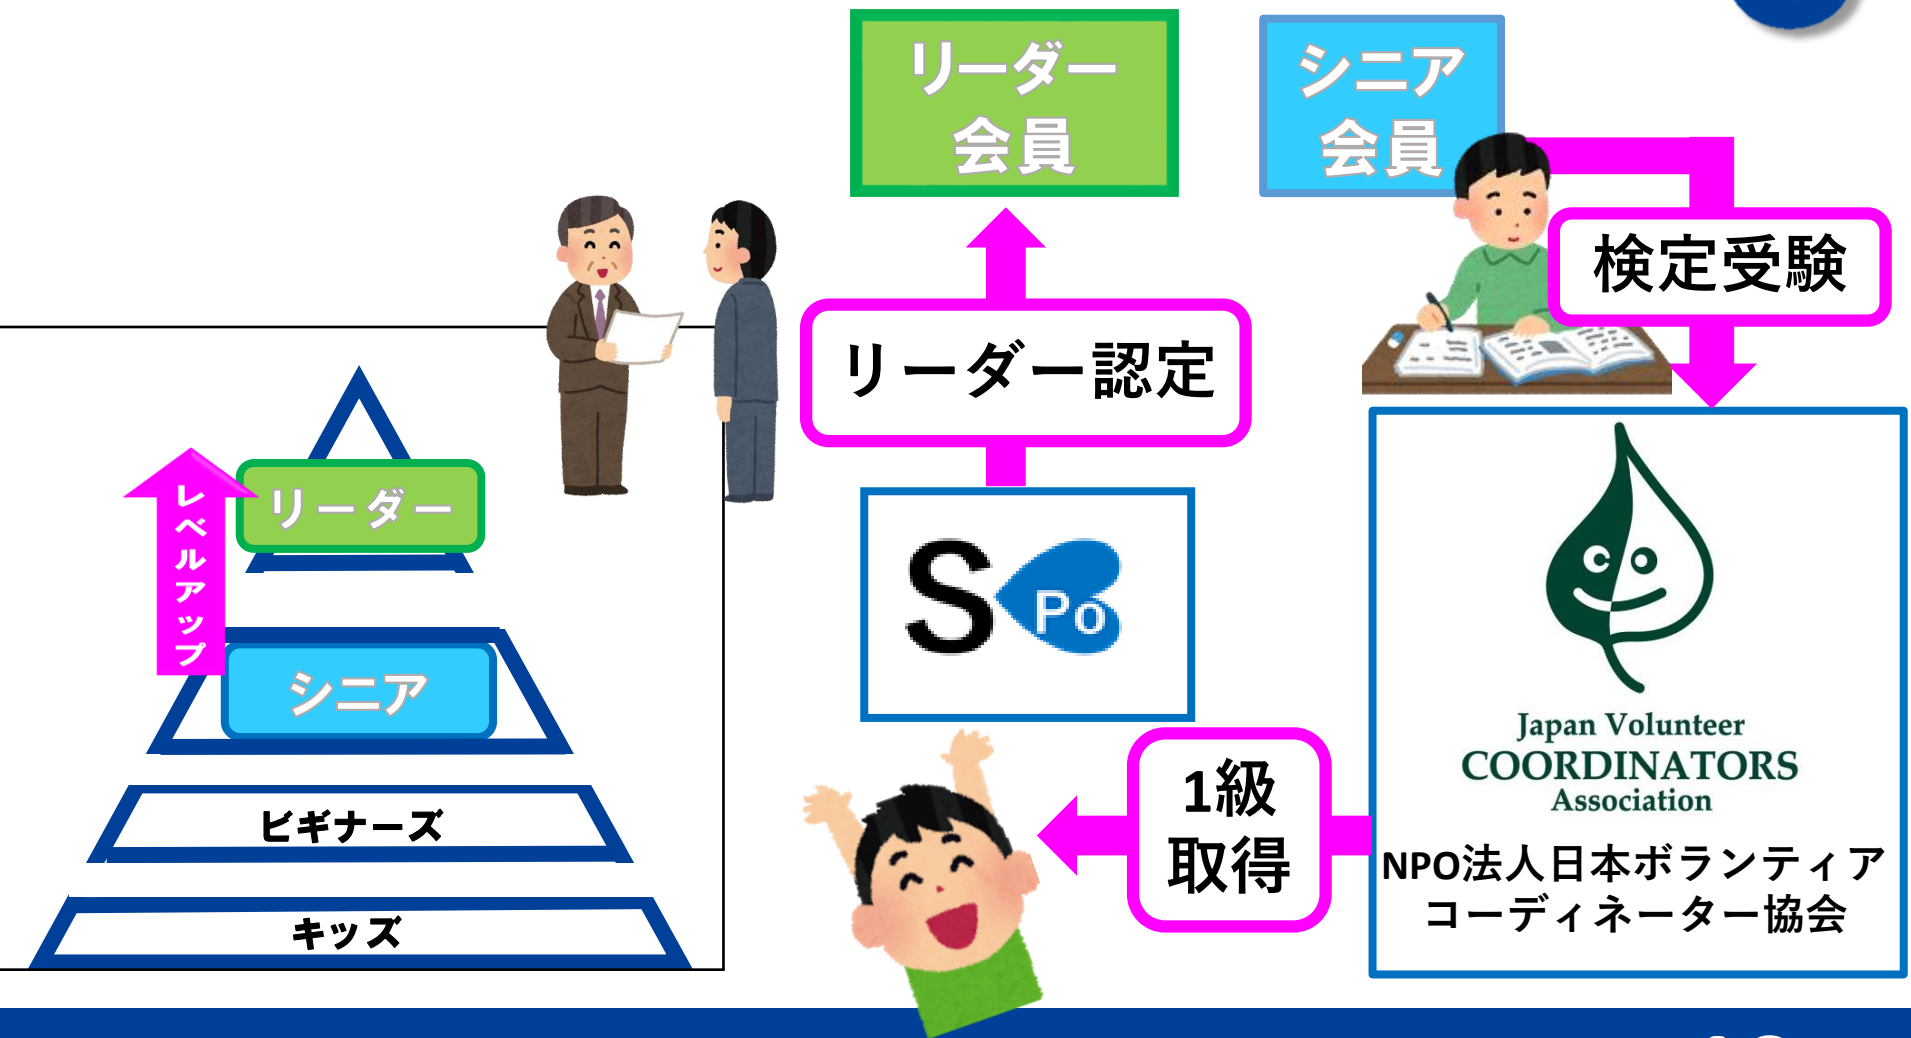 リーダー
会員
シニア
会員
検定受験
リーダー認定
レベルアップ
リーダー
シニア
ビギナーズ
キッズ
S Po
1級
取得
Japan Volunteer
COORDINATORS
Association
NPO法人日本ボランティア
コーディネーター協会